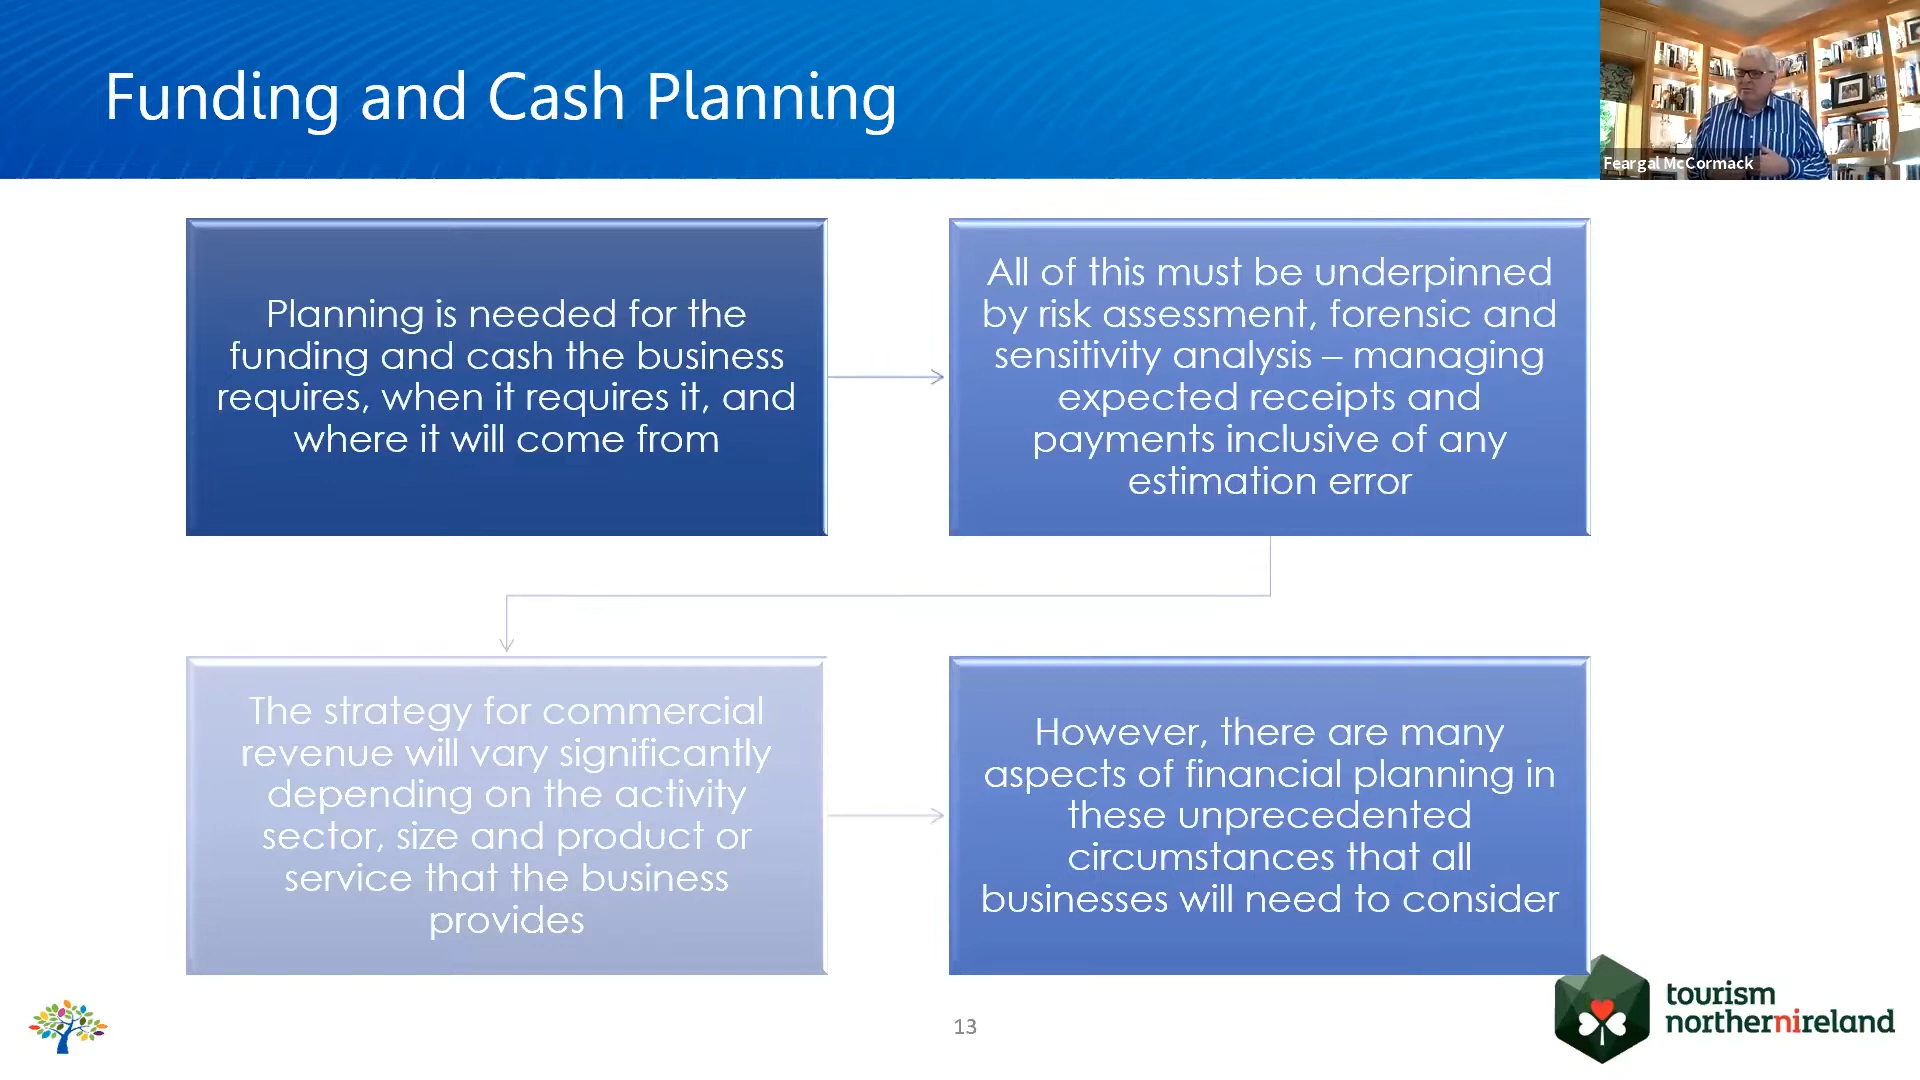 Funding and Cash Planning
Feargal McCormack
Planning is needed for the
funding and cash the business
requires, when it requires it, and
where it will come from
All of this must be underpinned
by risk assessment, forensic and
sensitivity analysis – managing
expected receipts and
payments inclusive of any
estimation error
The strategy for commercial
revenue will vary significantly
depending on the activity
sector, size and product or
service that the business
provides
However, there are many
aspects of financial planning in
these unprecedented
circumstances that all
businesses will need to consider
13
tourism
northernireland